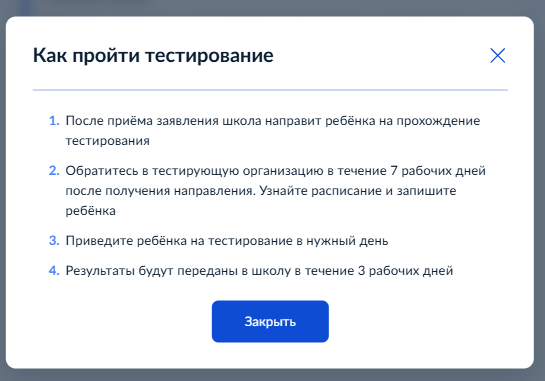 Как пройти тестирование
1. После приёма заявления школа направит ребёнка на прохождение
тестирования
2. Обратитесь в тестирующую организацию в течение 7 рабочих дней
после получения направления. Узнайте расписание и запишите
ребёнка
3. Приведите ребёнка на тестирование в нужный день
4. Результаты будут переданы в школу в течение 3 рабочих дней
Закрыть